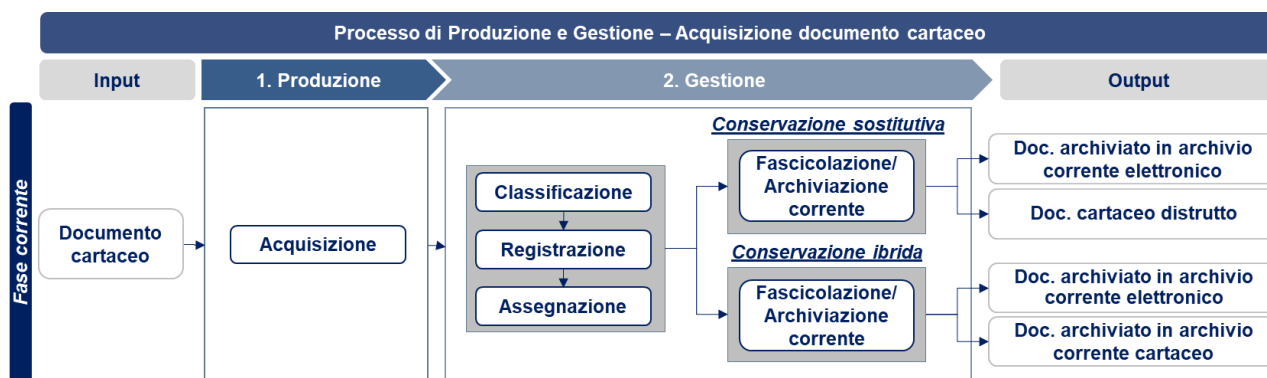 Processo di Produzione e Gestione – Acquisizione documento cartaceo
Input
1. Produzione
2. Gestione
Output
Fase corrente
Documento
cartaceo
Acquisizione
Classificazione
Registrazione
Assegnazione
Conservazione sostitutiva
Fascicolazione/
Archiviazione
corrente
Conservazione ibrida
Fascicolazione/
Archiviazione
corrente
Doc. archiviato in archivio
corrente elettronico
Doc. cartaceo distrutto
Doc. archiviato in archivio
corrente elettronico
Doc. archiviato in archivio
corrente cartaceo